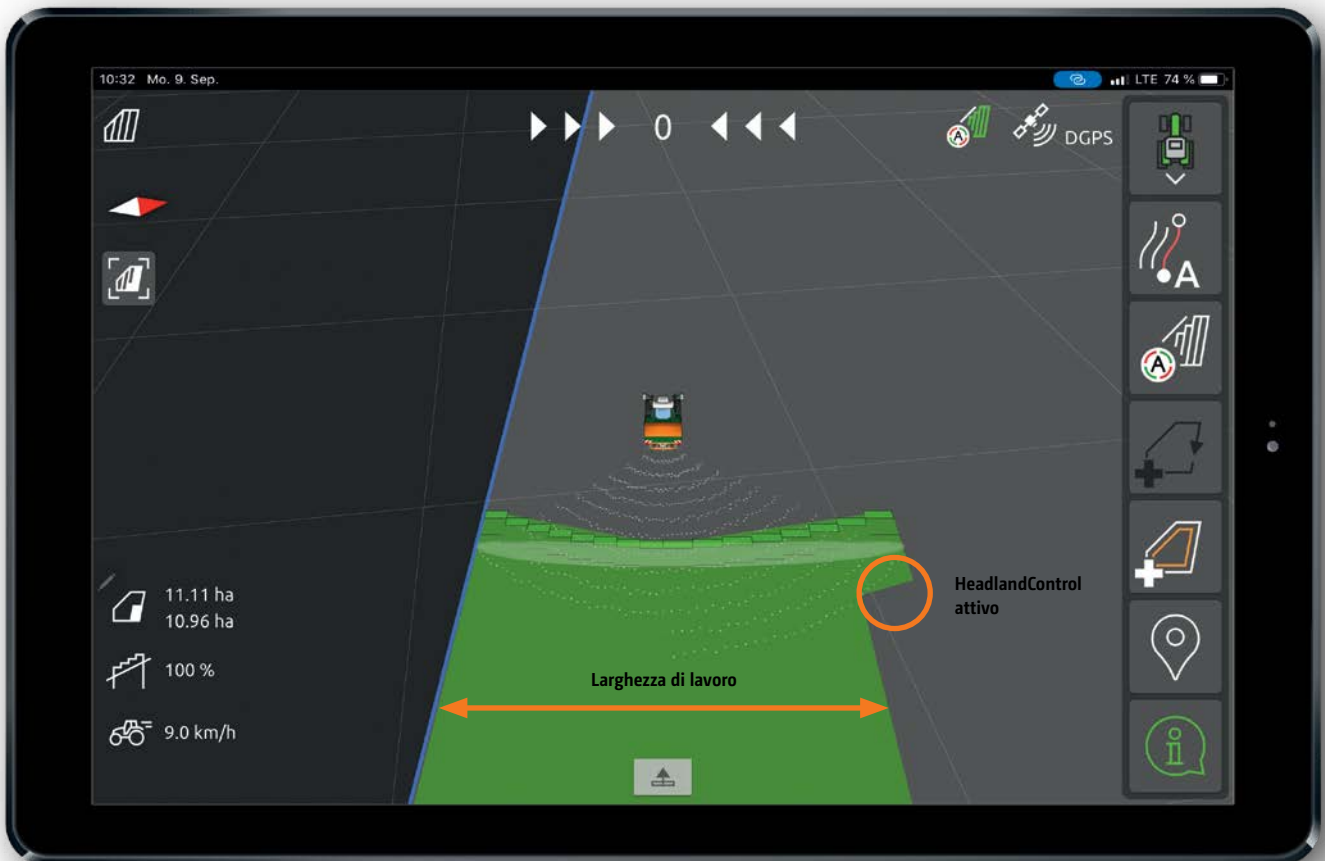 10:32 Mo. 9. Sep.
LTE 74 %
0
A
DGPS
A
A
11.11 ha
10.96 ha
100 %
9.0 km/h
HeadlandControl
attivo
Larghezza di lavoro
i